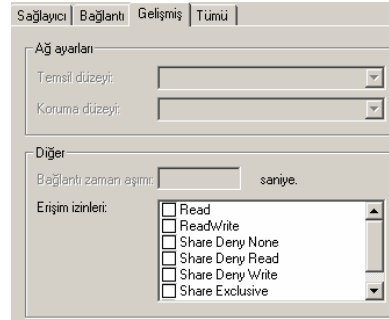 Sağlayıcı Bağlantı Gelişmiş Tümü
Ağ ayarları
Temsil düzeyi:
Koruma düzeyi:
Diğer
Bağlantı zaman aşımı: saniye.
Erişim izinleri:
Read
ReadWrite
Share Deny None
Share Deny Read
Share Deny Write
Share Exclusive